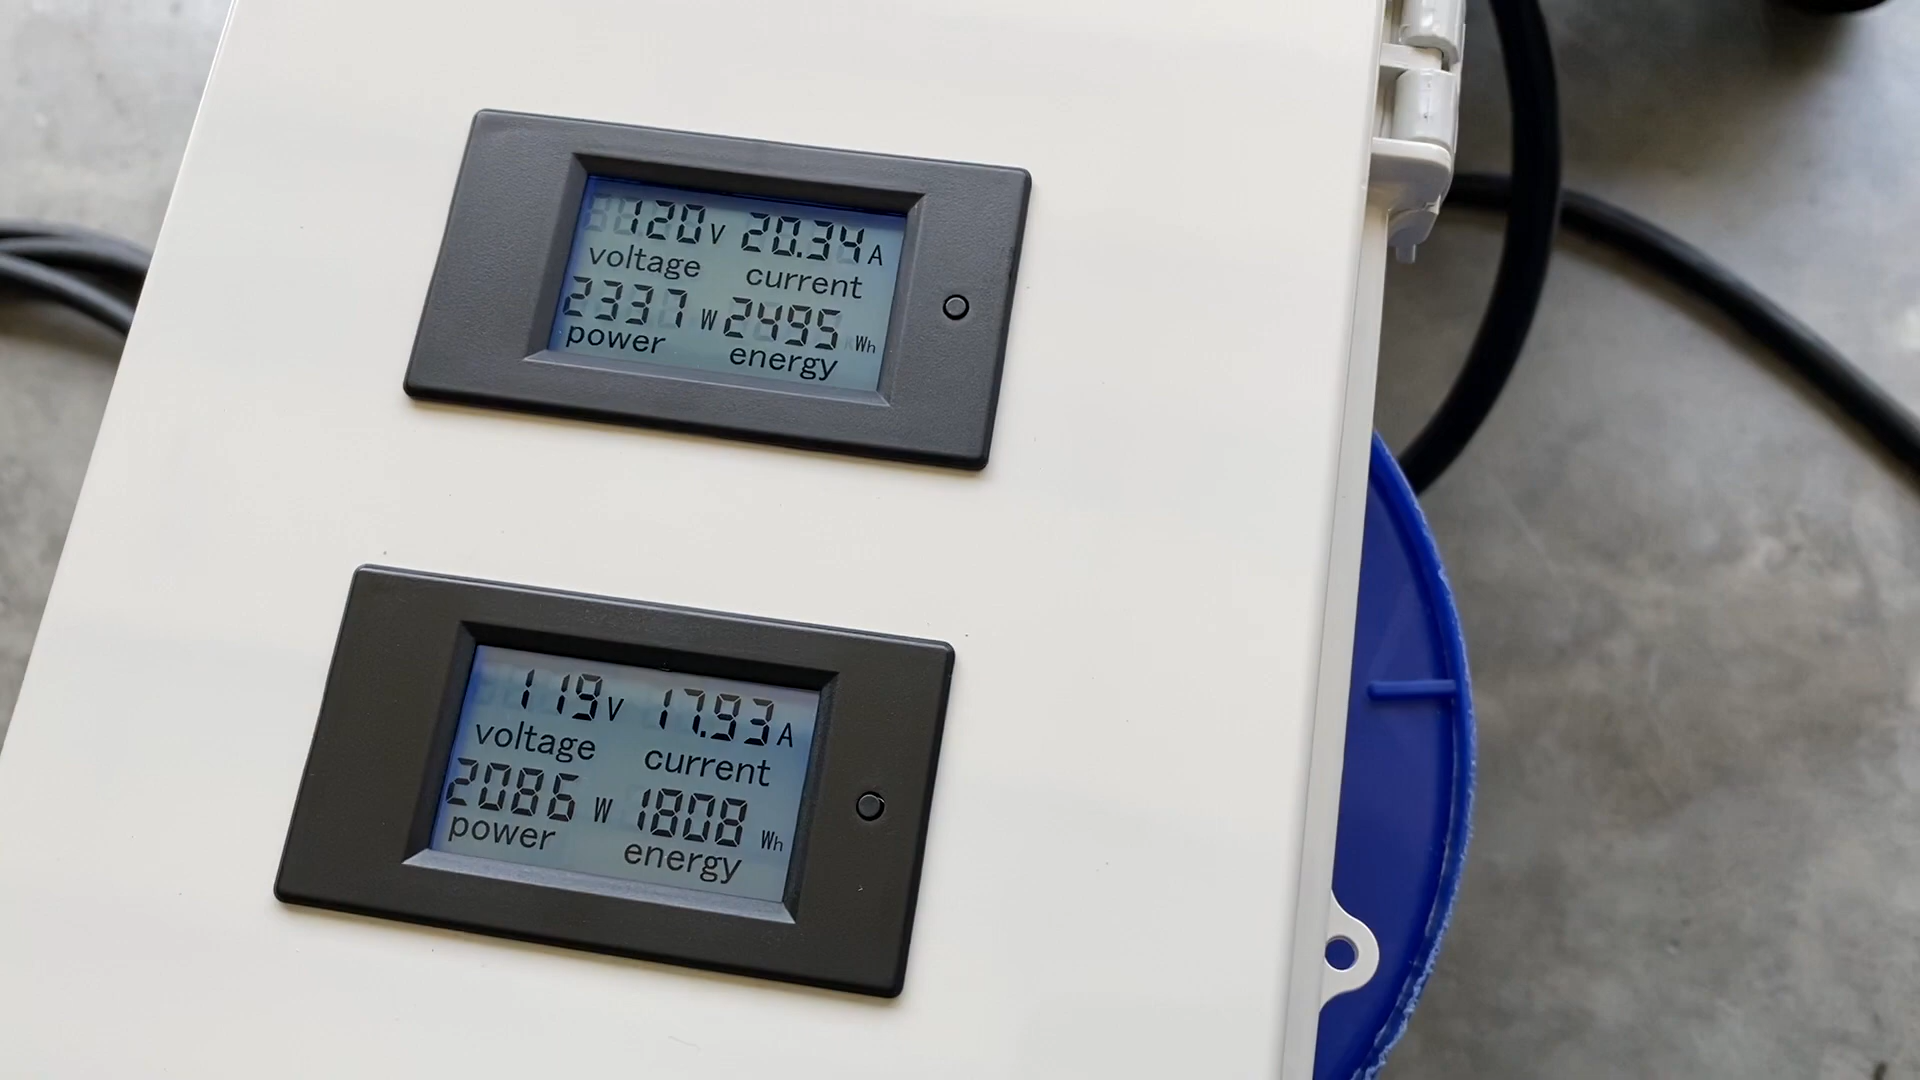 120 V 20.34 A
voltage current
2337 W 2495 Wh
power energy
119 V 17.93 A
voltage current
2086 W 1808 Wh
power energy